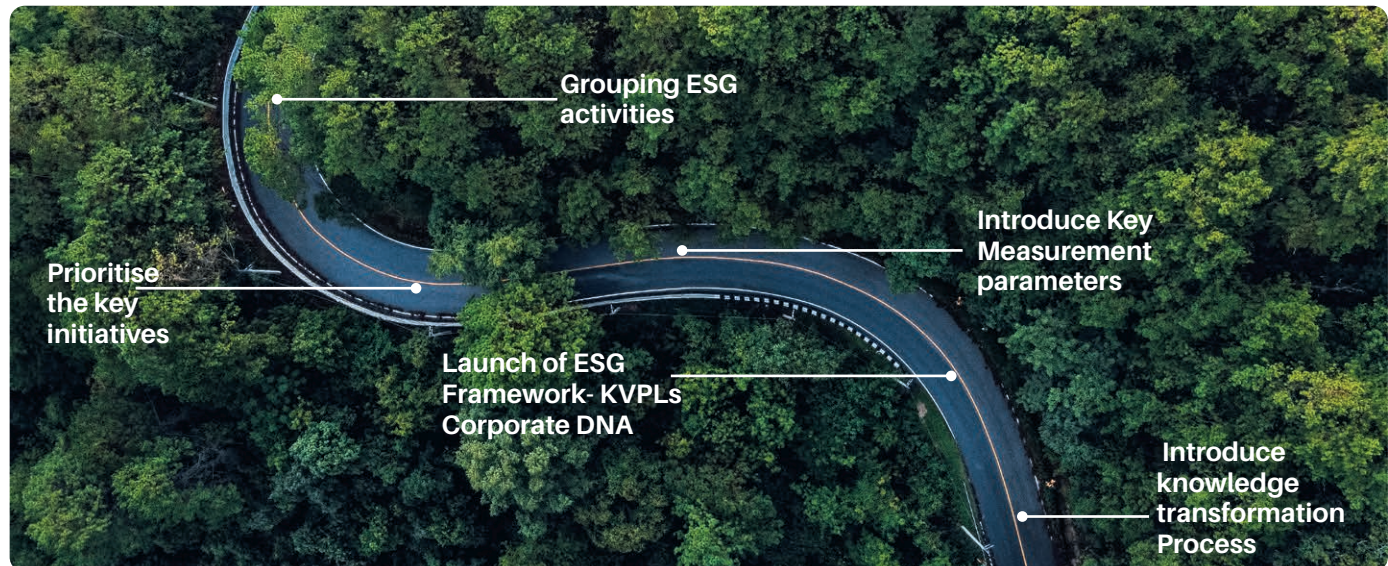 Grouping ESG
activities
Prioritise
the key
initiatives
Introduce Key
Measurement
parameters
Launch of ESG
Framework- KVPLs
Corporate DNA
Introduce
knowledge
transformation
Process